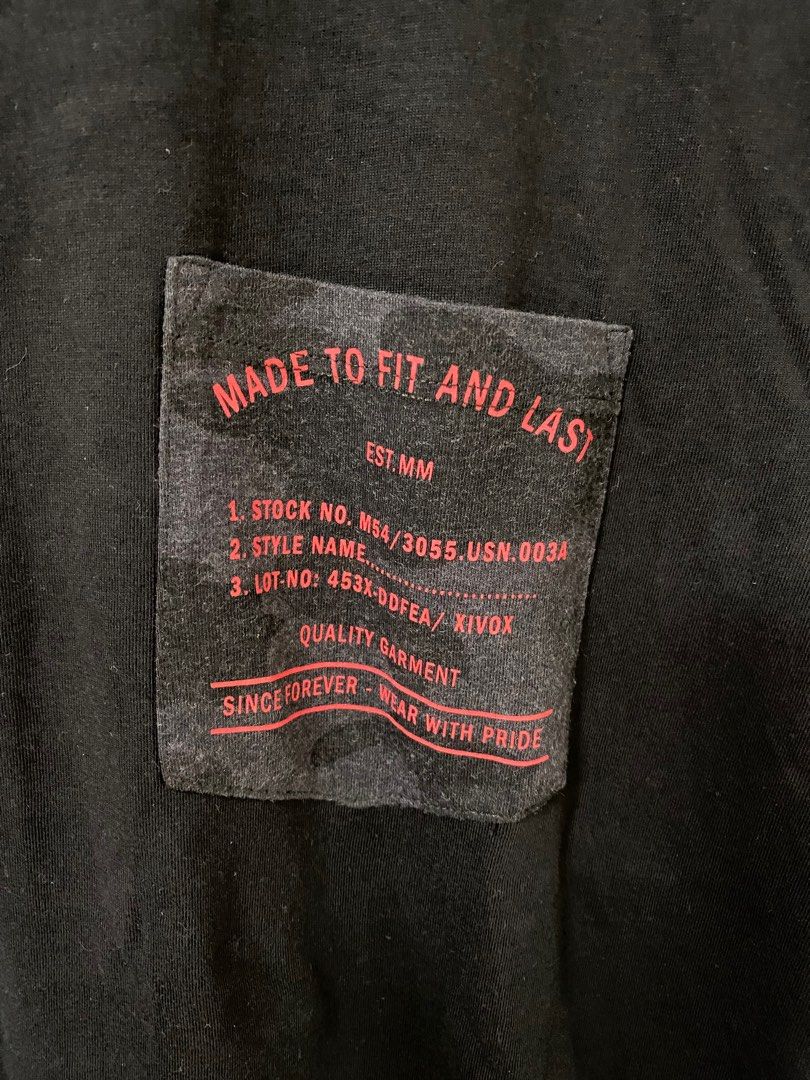 MADE TO FIT AND LAST
EST.MM
1. STOCK NO. M54/3055.USN.003A
2. STYLE NAME.........................
3. LOT-NO: 453X-DDFEA/ XIVOX
QUALITY GARMENT
SINCE FOREVER - WEAR WITH PRIDE